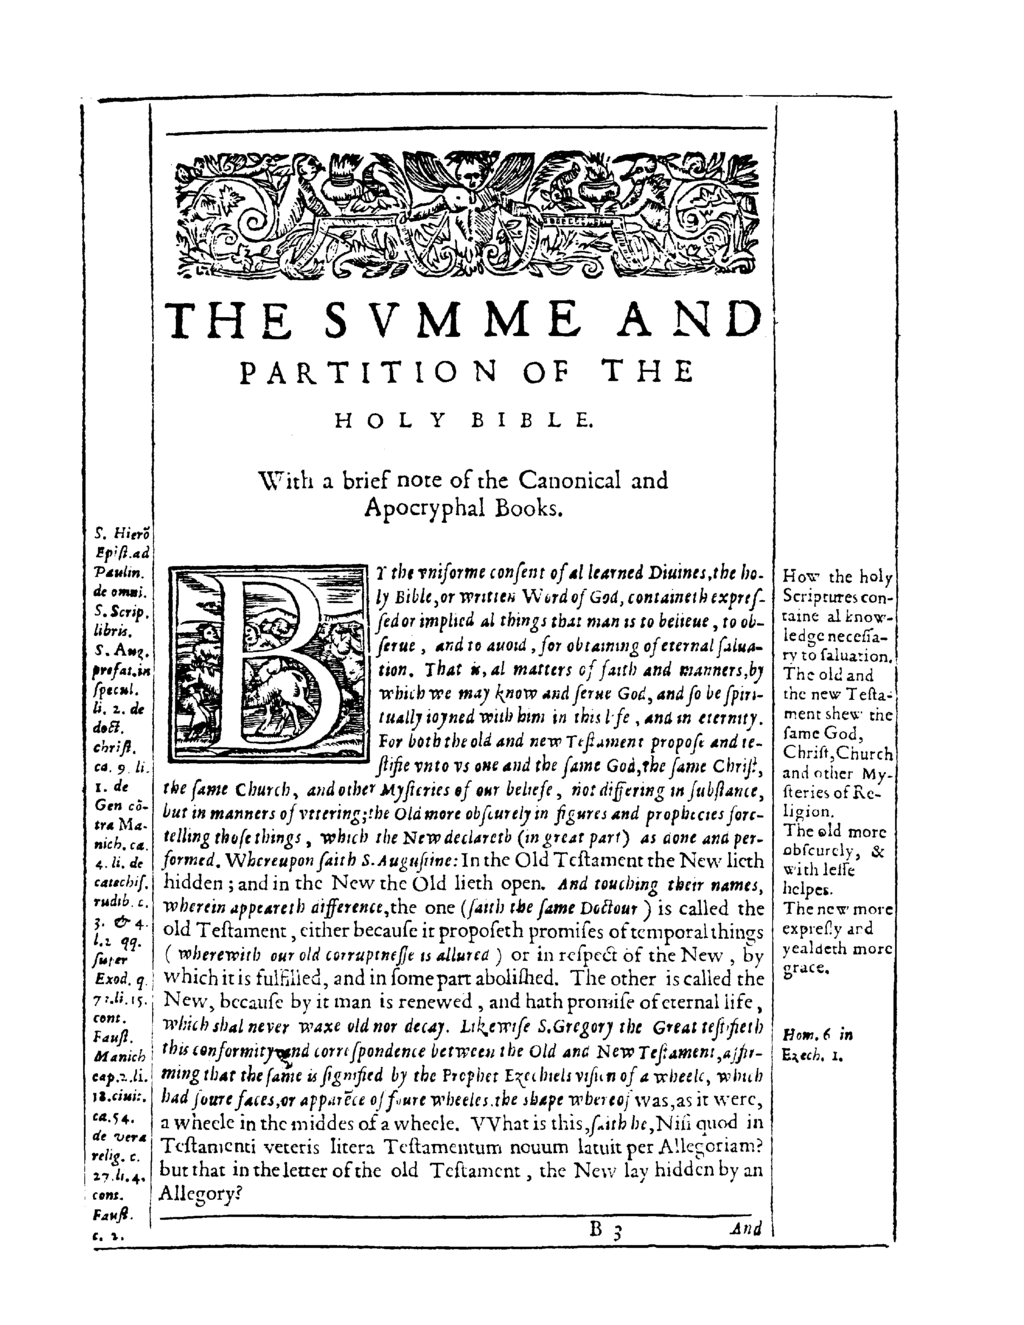 THE SVMME AND
PARTITION OF THE
HOLY BIBLE.
With a brief note of the Canonical and
Apocryphal Books.
S. Hierō
Epiſt.ad
Paulin.
de omni.
S. Scrip.
libris.
S. Aug.
prefat.in
ſpecul.
li. 2. de
doct.
chriſt.
ca. 9. li.
1. de
Gen cō-
tra Ma-
nich. ca.
4. li. de
catechiſ.
rudib. c.
3. & 4.
l.2 qq.
ſuper
Exod. q.
73.li.15.
cont.
Fauſt.
Manich
cap.2.li.
18.ciuit.
ca.54.
de vera
relig. c.
27.li.4.
cont.
Fauſt.
c. 2.
BY the vniforme conſent of al learned Diuines,the ho-
ly Bible,or written Word of God, containeth expreſ-
ſed or implied al things that man is to belieue, to ob-
ſerue, and to auoid, for obtaining of eternal ſalua-
tion. That is, al matters of faith and manners,by
which we may know and ſerue God, and ſo be ſpiri-
tually ioyned with him in this life, and in eternity.
For both the old and new Teſtament propoſe and te-
ſtifie vnto vs one and the ſame God,the ſame Chriſt,
the ſame Church, and other Myſteries of our beliefe, not differing in ſubſtance,
but in manners of vttering;the Old more obſcurely in figures and prophecies fore-
telling thoſe things, which the New declareth (in great part) as done and per-
formed. Whereupon ſaith S.Auguſtine: In the Old Teſtament the New lieth
hidden; and in the New the Old lieth open. And touching their names,
wherein appeareth difference,the one (ſaith the ſame Doctour) is called the
old Teſtament, either becauſe it propoſeth promiſes of temporal things
(wherewith our old corruptneſſe is allured) or in reſpect of the New, by
which it is fulfilled, and in ſome part aboliſhed. The other is called the
New, becauſe by it man is renewed, and hath promiſe of eternal life,
which shal never waxe old nor decay. Likewiſe S.Gregory the Great teſtifieth
this conformity and correſpondence between the Old and New Teſtament,affir-
ming that the ſame is ſignified by the Prophet Ezechiels viſion of a wheele, which
had foure faces,or apparēce of foure wheeles.the shape whereof was,as it were,
a wheele in the middes of a wheele. VVhat is this,ſaith he,Niſi quod in
Teſtamenti veteris litera Teſtamentum nouum latuit per Allegoriam?
but that in the letter of the old Teſtament, the New lay hidden by an
Allegory?
B 3 And
How the holy
Scriptures con-
taine al know-
ledge neceſſa-
ry to ſaluation.
The old and
the new Teſta-
ment shew the
ſame God,
Chriſt,Church
and other My-
ſteries of Re-
ligion.
The old more
obſcurely, &
with leſſe
helpes.
The new more
expreſly and
yealdeth more
grace.
Hom. 6 in
Ezech. 1.